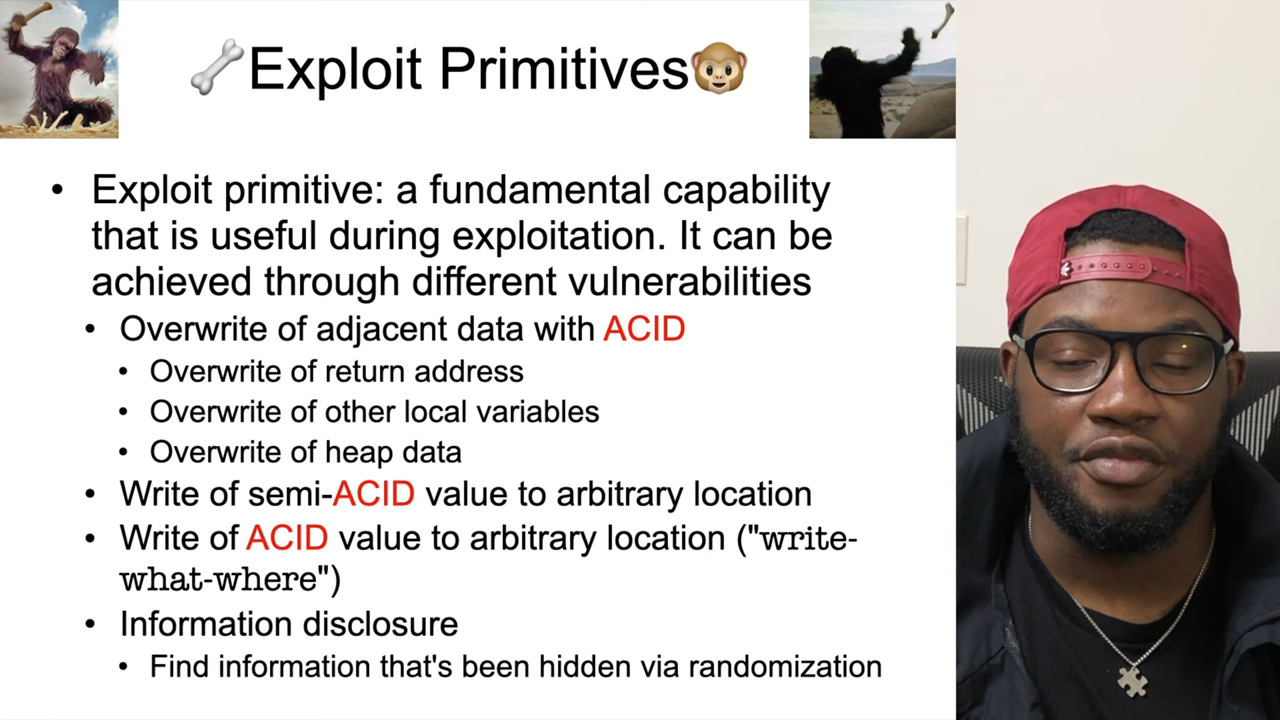 🦴Exploit Primitives🐵
• Exploit primitive: a fundamental capability
that is useful during exploitation. It can be
achieved through different vulnerabilities
• Overwrite of adjacent data with ACID
• Overwrite of return address
• Overwrite of other local variables
• Overwrite of heap data
• Write of semi-ACID value to arbitrary location
• Write of ACID value to arbitrary location ("write-
what-where")
• Information disclosure
• Find information that's been hidden via randomization